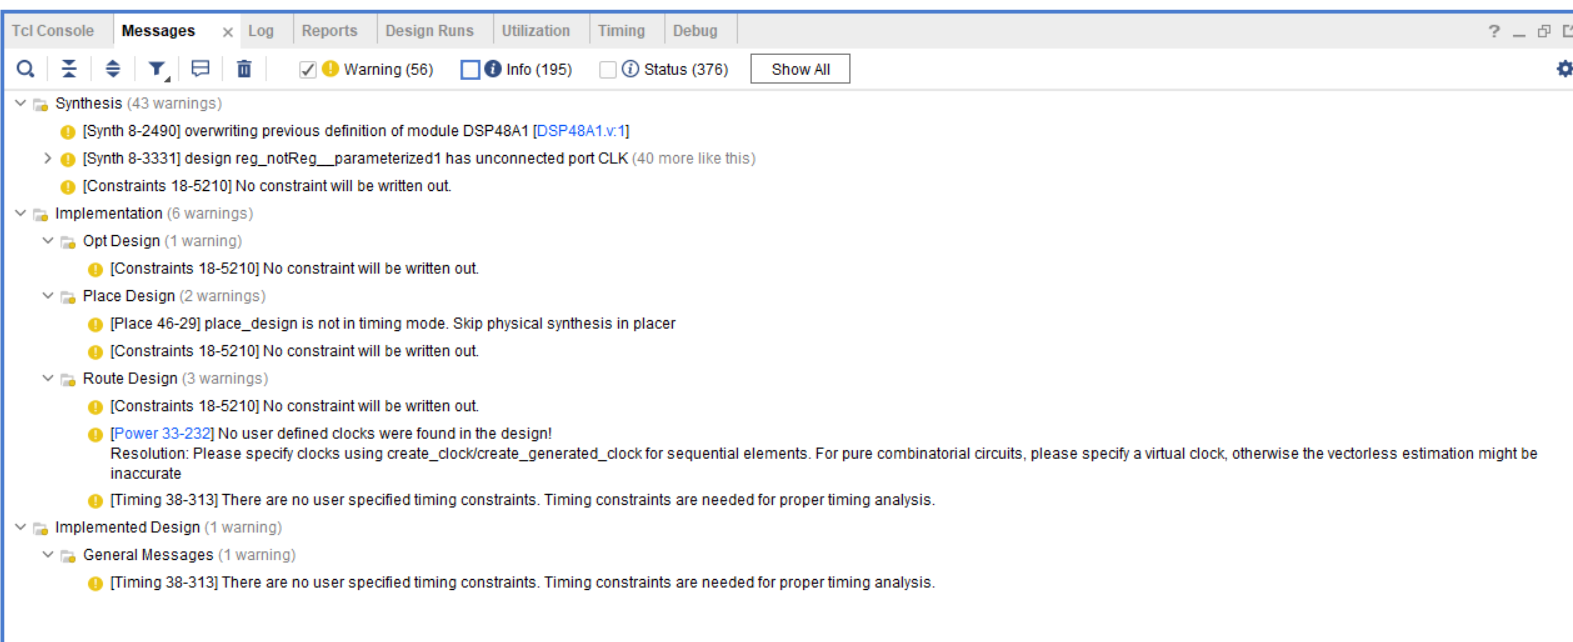 Tcl Console Messages × Log Reports Design Runs Utilization Timing Debug ? _
Warning (56) Info (195) Status (376) Show All
Synthesis (43 warnings)
[Synth 8-2490] overwriting previous definition of module DSP48A1 [DSP48A1.v:1]
[Synth 8-3331] design reg_notReg__parameterized1 has unconnected port CLK (40 more like this)
[Constraints 18-5210] No constraint will be written out.
Implementation (6 warnings)
Opt Design (1 warning)
[Constraints 18-5210] No constraint will be written out.
Place Design (2 warnings)
[Place 46-29] place_design is not in timing mode. Skip physical synthesis in placer
[Constraints 18-5210] No constraint will be written out.
Route Design (3 warnings)
[Constraints 18-5210] No constraint will be written out.
[Power 33-232] No user defined clocks were found in the design!
Resolution: Please specify clocks using create_clock/create_generated_clock for sequential elements. For pure combinatorial circuits, please specify a virtual clock, otherwise the vectorless estimation might be
inaccurate
[Timing 38-313] There are no user specified timing constraints. Timing constraints are needed for proper timing analysis.
Implemented Design (1 warning)
General Messages (1 warning)
[Timing 38-313] There are no user specified timing constraints. Timing constraints are needed for proper timing analysis.